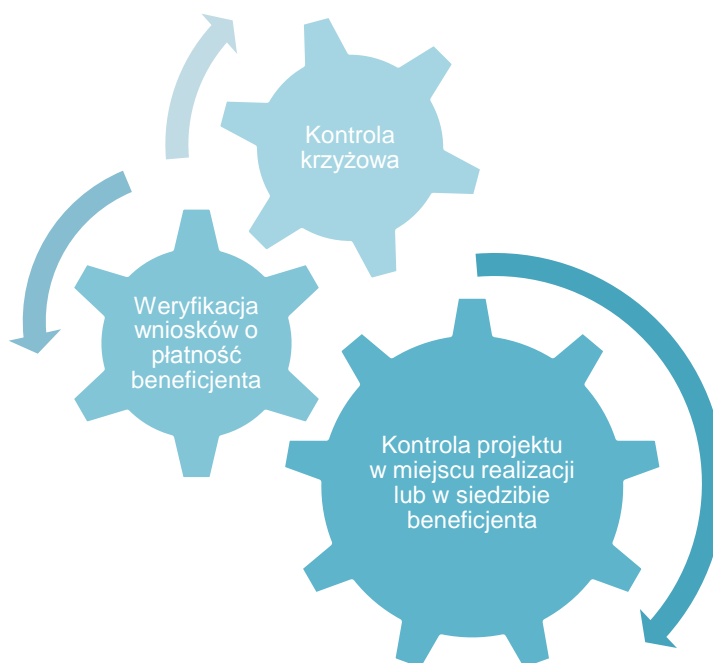 Kontrola
krzyżowa
Weryfikacja
wniosków o
płatność
beneficjenta
Kontrola projektu
w miejscu realizacji
lub w siedzibie
beneficjenta